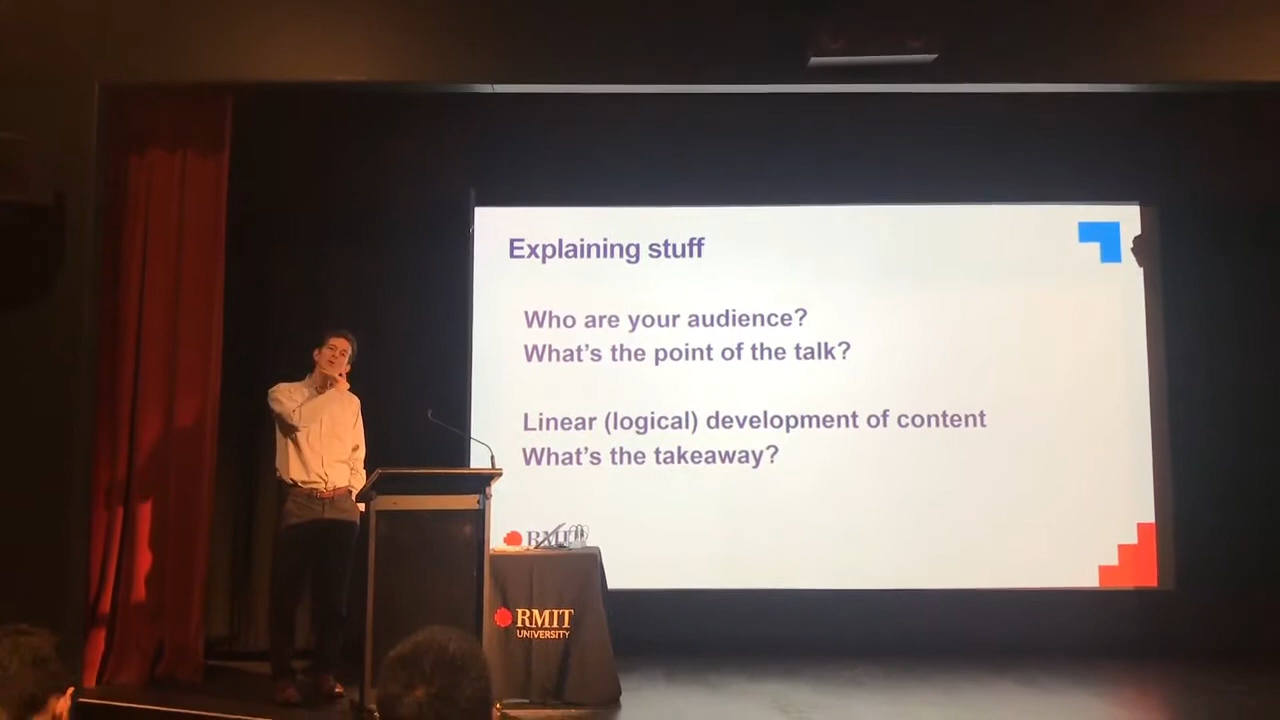 Explaining stuff
Who are your audience?
What's the point of the talk?
Linear (logical) development of content
What's the takeaway?
RMIT
RMIT
UNIVERSITY